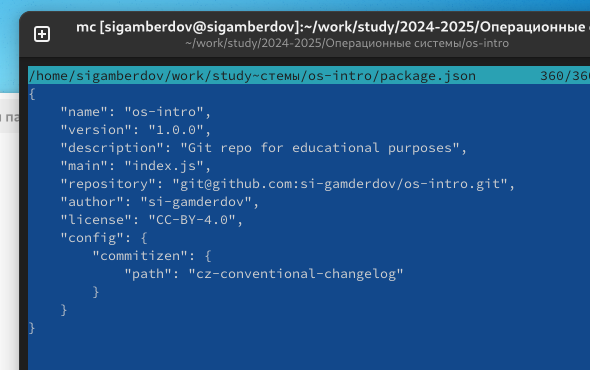 mc [sigamberdov@sigamberdov]:~/work/study/2024-2025/Операционные
~/work/study/2024-2025/Операционные системы/os-intro
/home/sigamberdov/work/study~стемы/os-intro/package.json 360/36
{
"name": "os-intro",
"version": "1.0.0",
"description": "Git repo for educational purposes",
"main": "index.js",
"repository": "git@github.com:si-gamderdov/os-intro.git",
"author": "si-gamderdov",
"license": "CC-BY-4.0",
"config": {
"commitizen": {
"path": "cz-conventional-changelog"
}
}
}